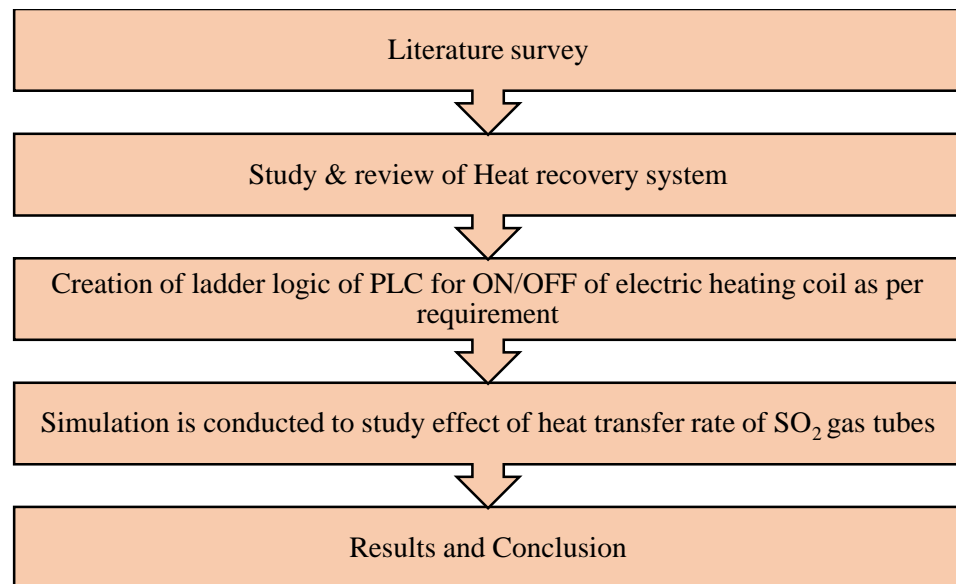 Literature survey
Study & review of Heat recovery system
Creation of ladder logic of PLC for ON/OFF of electric heating coil as per
requirement
Simulation is conducted to study effect of heat transfer rate of SO₂ gas tubes
Results and Conclusion